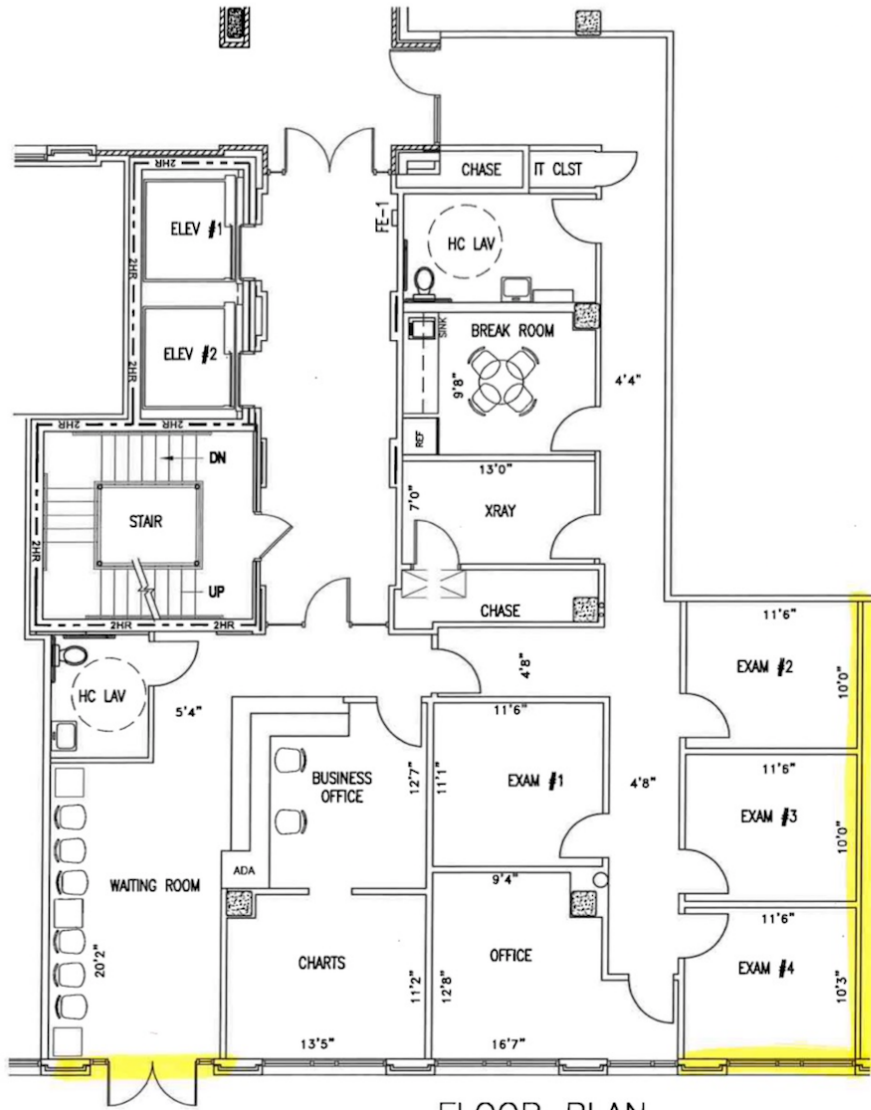 2HR
CHASE
IT CLST
FE-1
ELEV #1
HC LAV
2HR
SINK
BREAK ROOM
ELEV #2
2HR
9'8"
4'4"
2HR
2HR
REF
DN
13'0"
7'0"
XRAY
STAIR
2HR
UP
CHASE
11'6"
2HR
2HR
4'8"
EXAM #2
10'0"
HC LAV
5'4"
11'6"
BUSINESS
OFFICE
12'7"
11'1"
EXAM #1
4'8"
11'6"
EXAM #3
10'0"
ADA
WAITING ROOM
9'4"
11'6"
20'2"
CHARTS
11'2"
12'8"
OFFICE
EXAM #4
10'3"
13'5"
16'7"
FLOOR PLAN